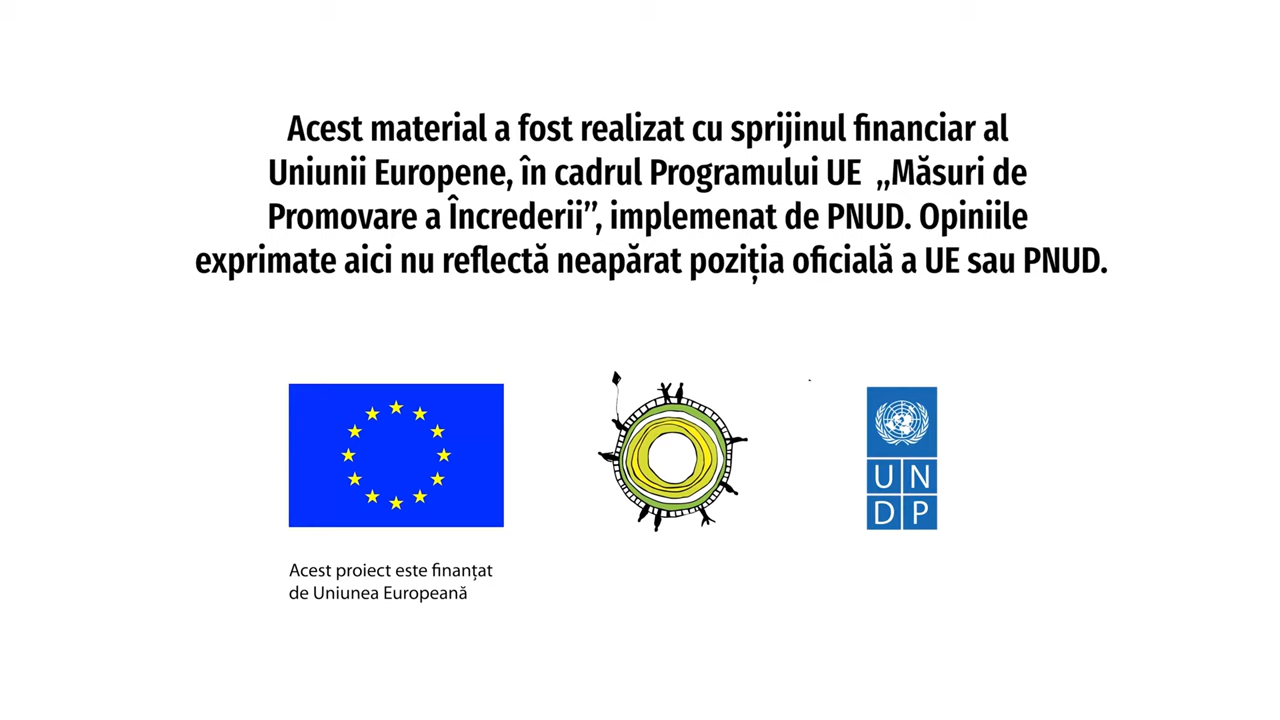 Acest material a fost realizat cu sprijinul financiar al
Uniunii Europene, în cadrul Programului UE „Măsuri de
Promovare a Încrederii”, implemenat de PNUD. Opiniile
exprimate aici nu reflectă neapărat poziția oficială a UE sau PNUD.
U N
D P
Acest proiect este finanțat
de Uniunea Europeană